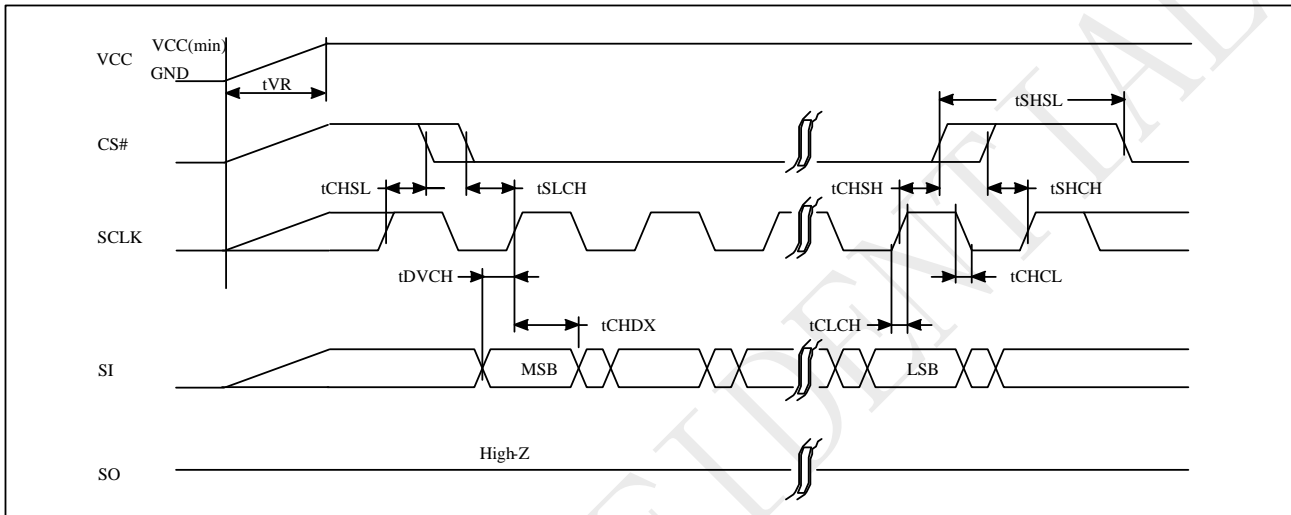 VCC(min)
VCC
GND
tVR
tSHSL
CS#
tCHSL
tSLCH
tCHSH
tSHCH
SCLK
tDVCH
tCHCL
tCHDX
tCLCH
SI
MSB
LSB
High-Z
SO